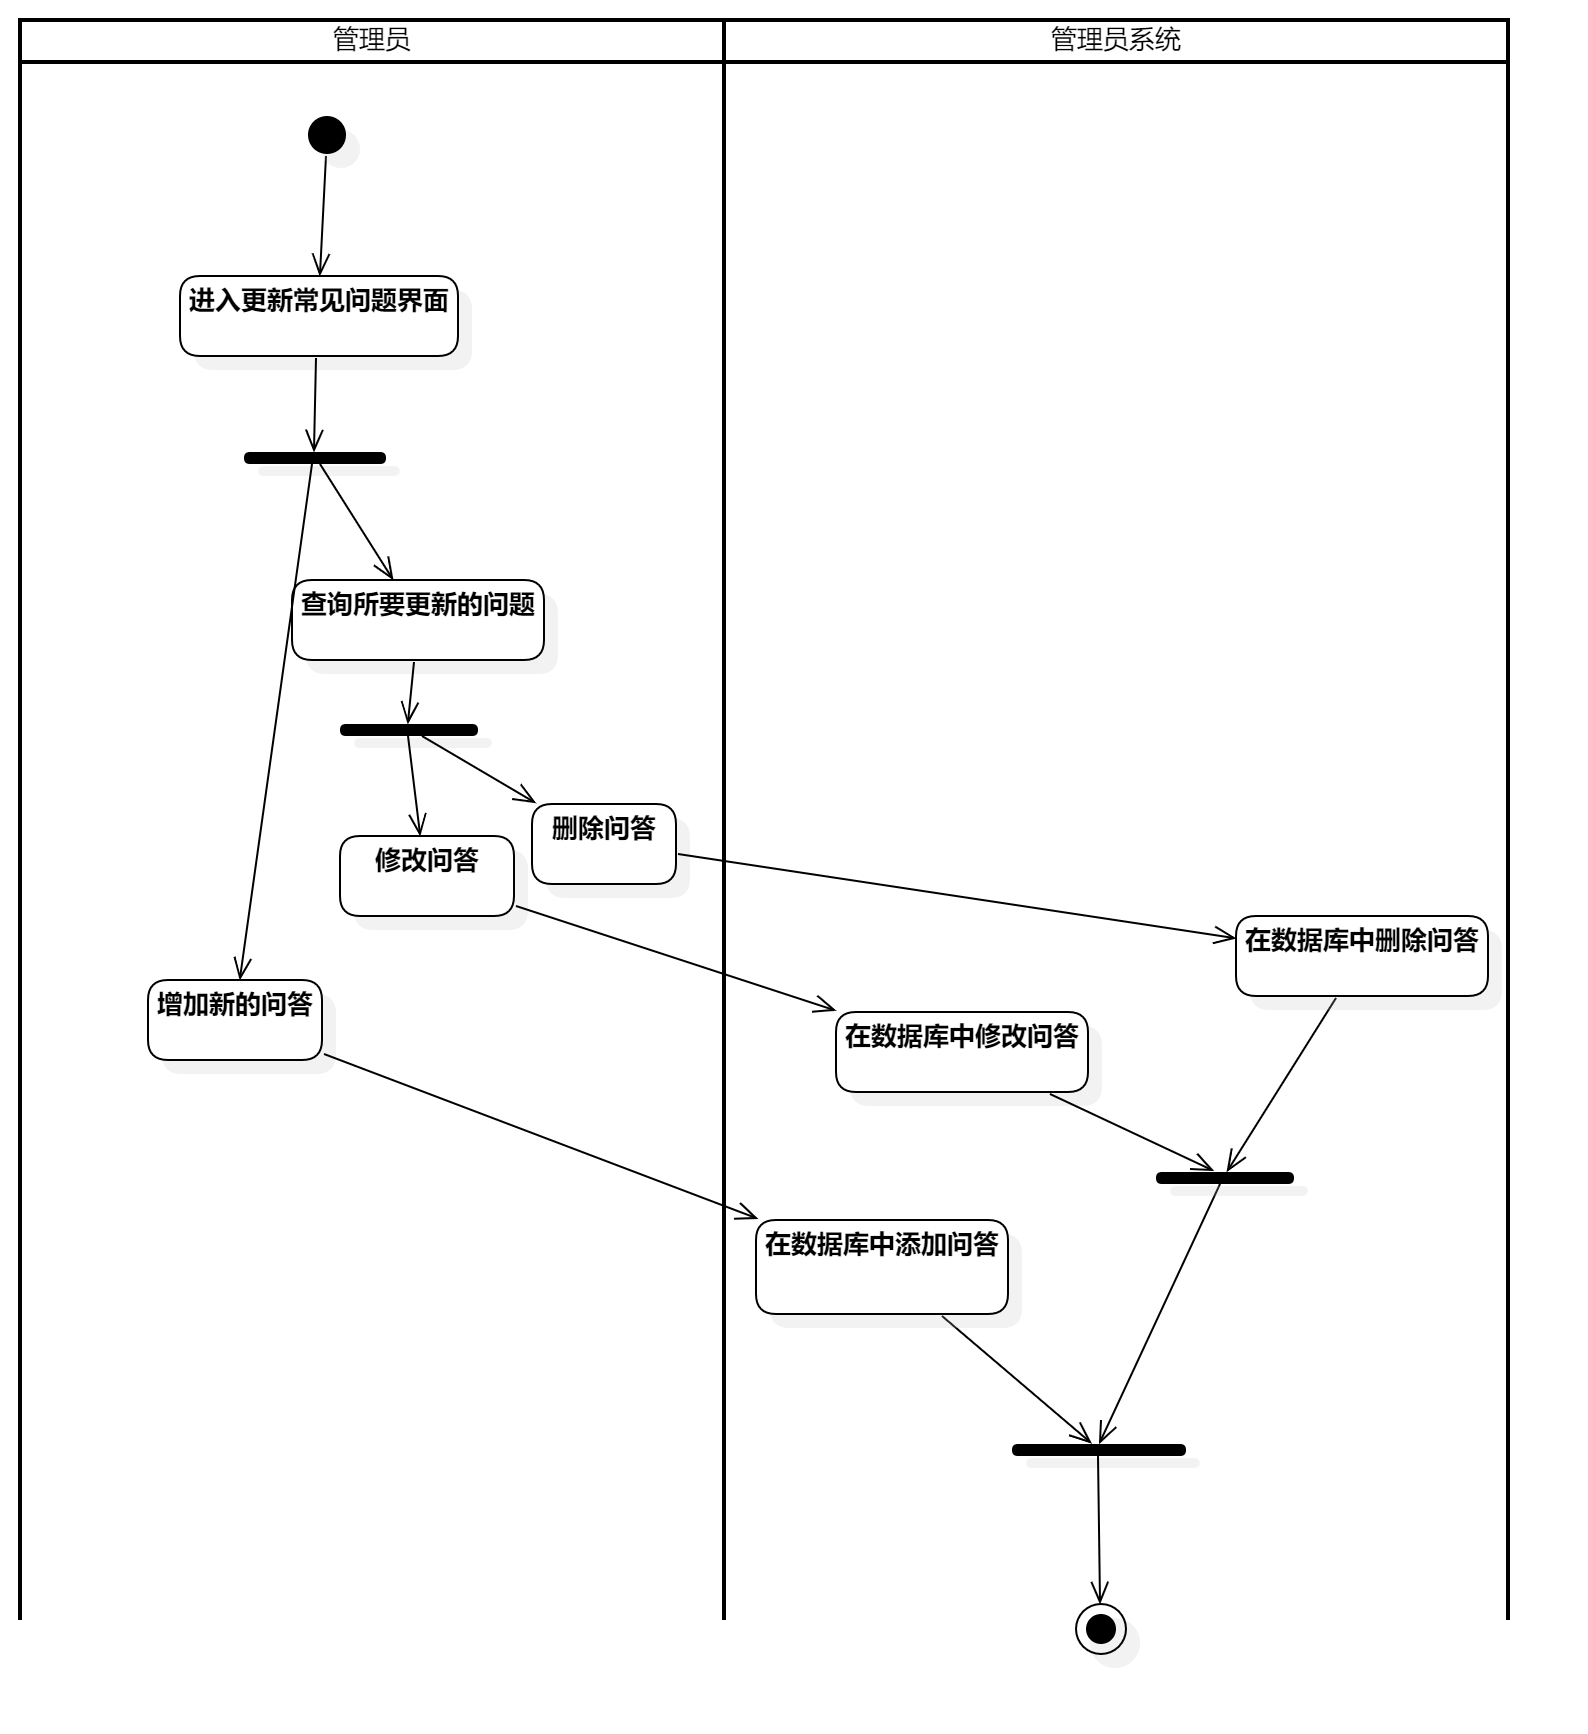 管理员
管理员系统
进入更新常见问题界面
查询所要更新的问题
删除问答
修改问答
在数据库中删除问答
增加新的问答
在数据库中修改问答
在数据库中添加问答